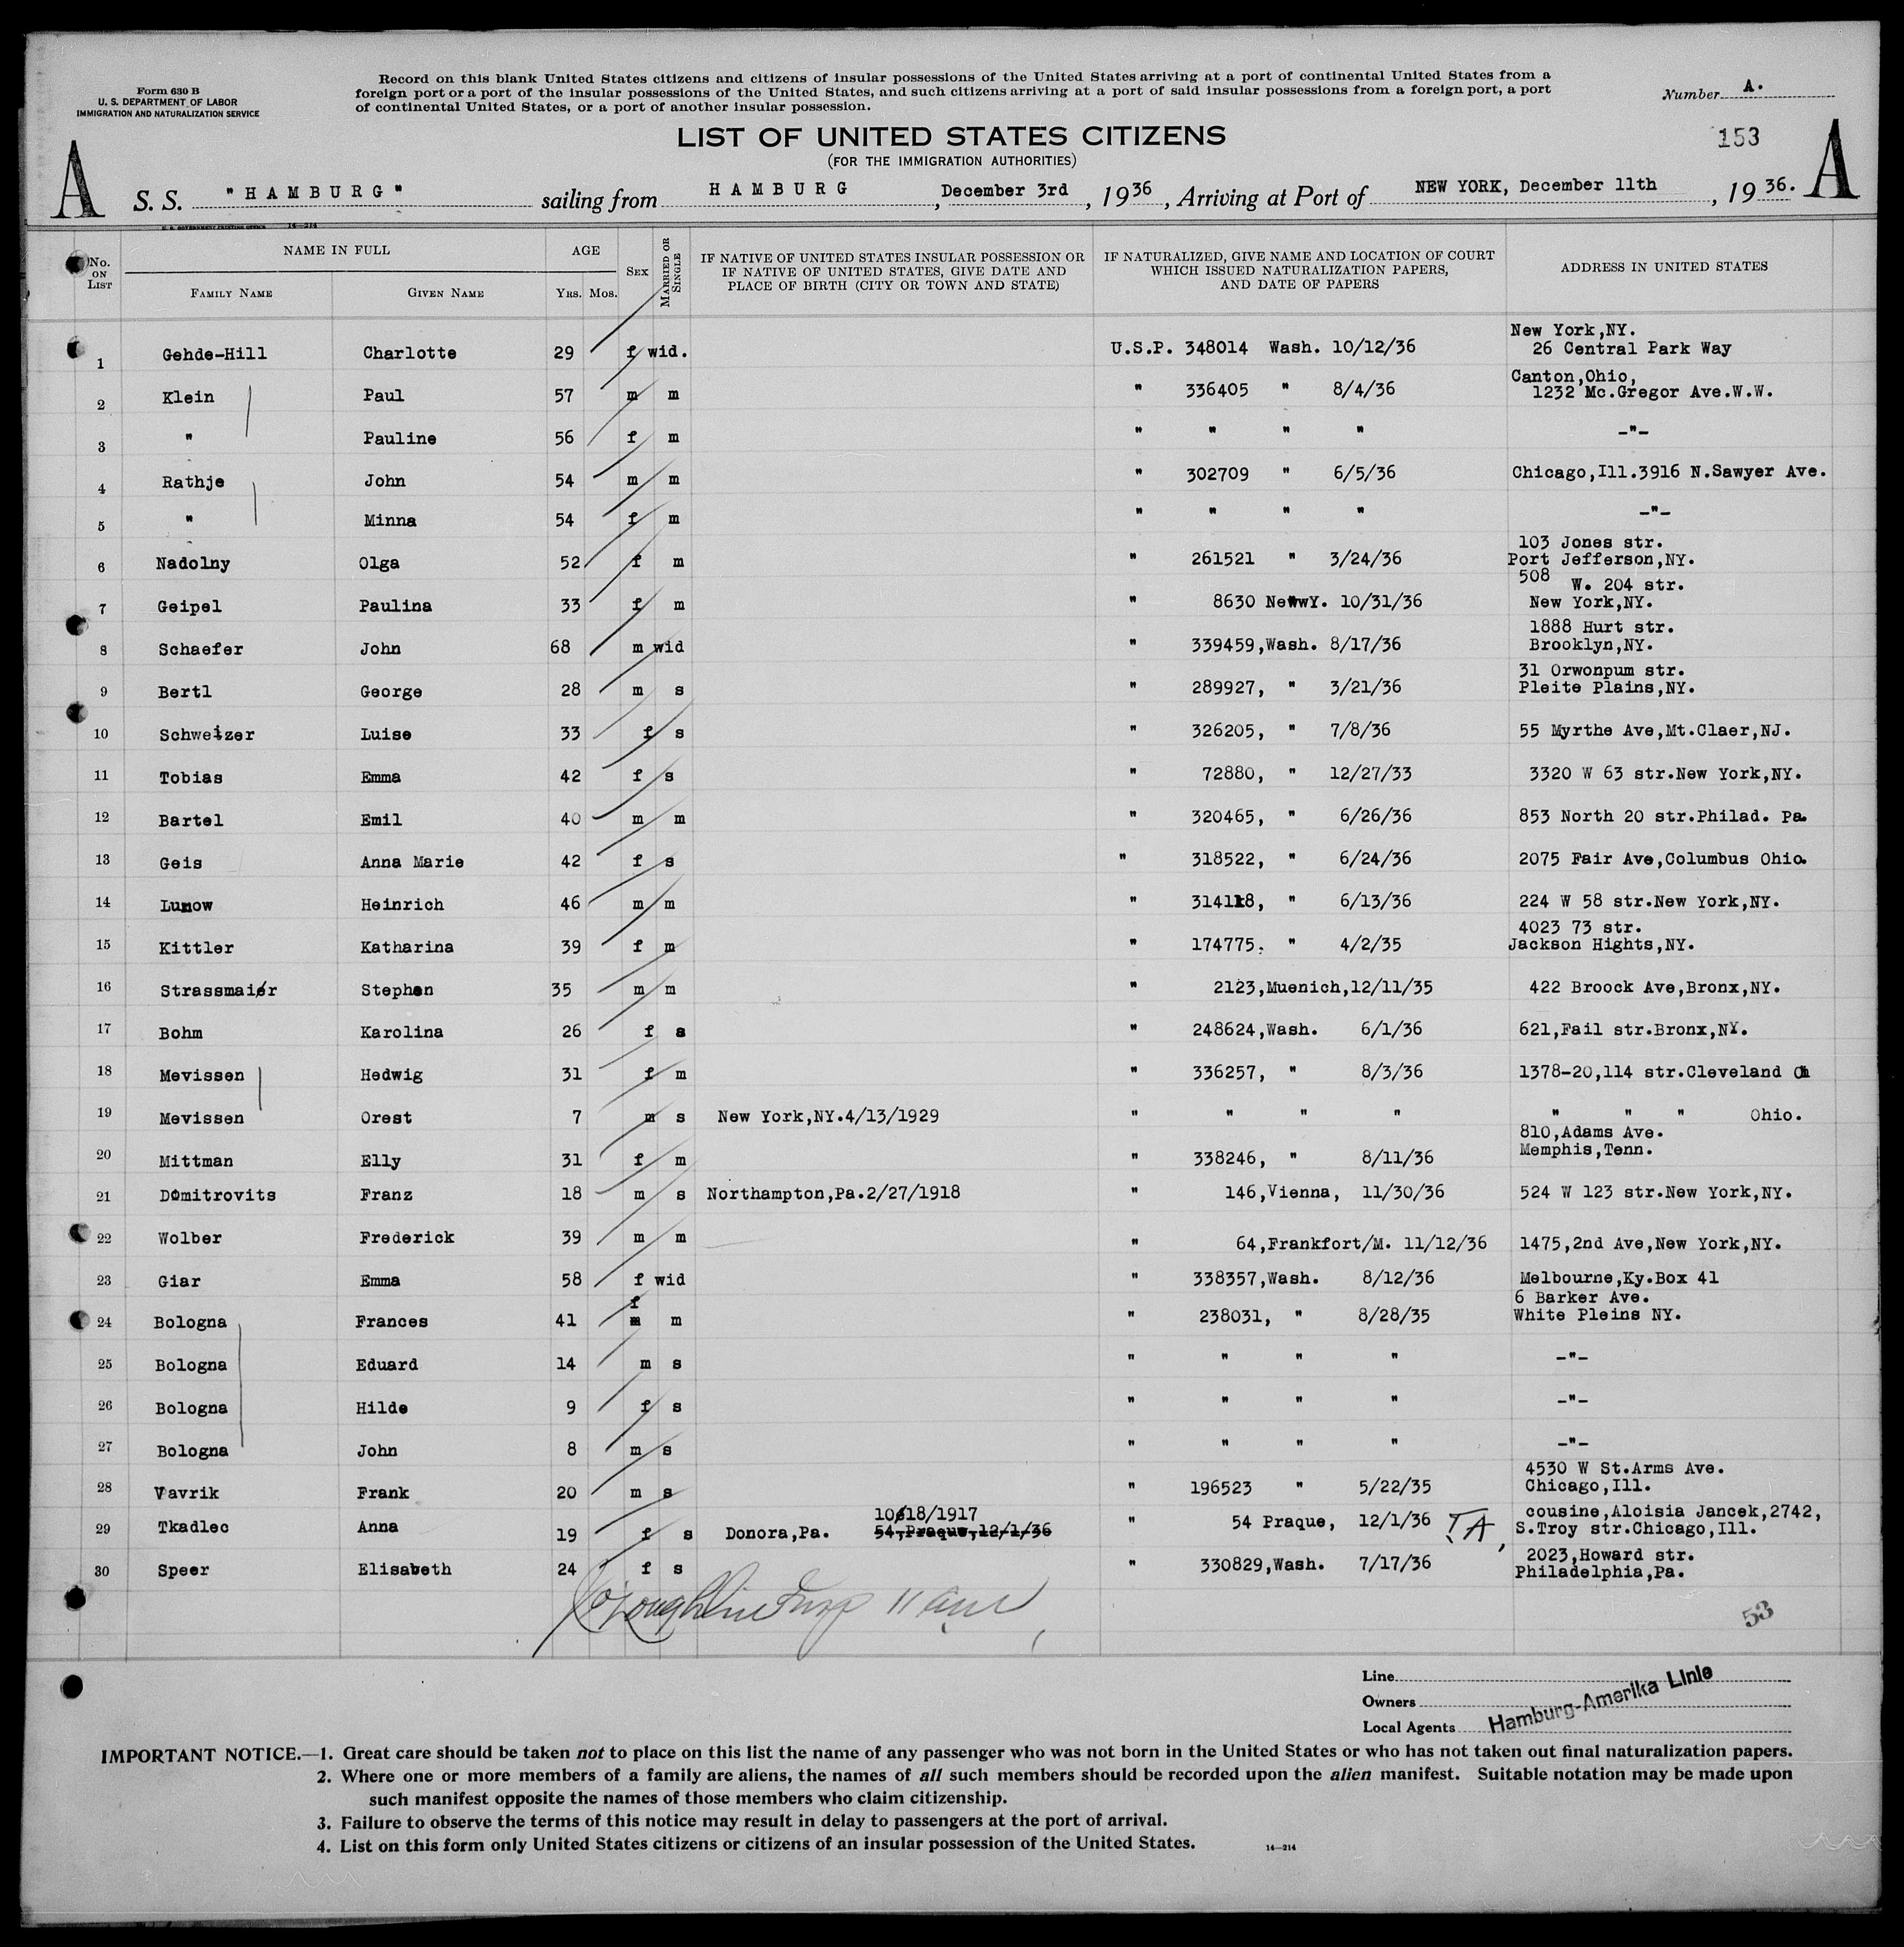 Form 630 B
U. S. DEPARTMENT OF LABOR
IMMIGRATION AND NATURALIZATION SERVICE
Record on this blank United States citizens and citizens of insular possessions of the United States arriving at a port of continental United States from a
foreign port or a port of the insular possessions of the United States, and such citizens arriving at a port of said insular possessions from a foreign port, a port
of continental United States, or a port of another insular possession.
Number A.
LIST OF UNITED STATES CITIZENS
(FOR THE IMMIGRATION AUTHORITIES)
153
A S. S. "HAMBURG" sailing from HAMBURG, December 3rd, 1936, Arriving at Port of NEW YORK, December 11th, 1936. A
U. S. GOVERNMENT PRINTING OFFICE 14—214
No. ON LIST NAME IN FULL AGE SEX MARRIED OR SINGLE IF NATIVE OF UNITED STATES INSULAR POSSESSION OR IF NATIVE OF UNITED STATES, GIVE DATE AND PLACE OF BIRTH (CITY OR TOWN AND STATE) IF NATURALIZED, GIVE NAME AND LOCATION OF COURT WHICH ISSUED NATURALIZATION PAPERS, AND DATE OF PAPERS ADDRESS IN UNITED STATES
FAMILY NAME GIVEN NAME YRS. MOS.
1 Gehde-Hill Charlotte 29 f wid. U.S.P. 348014 Wash. 10/12/36 New York,NY. 26 Central Park Way
2 Klein Paul 57 m m " 336405 " 8/4/36 Canton,Ohio, 1232 Mc.Gregor Ave.W.W.
3 " Pauline 56 f m " " " " -"-
4 Rathje John 54 m m " 302709 " 6/5/36 Chicago,Ill.3916 N.Sawyer Ave.
5 " Minna 54 f m " " " " -"-
6 Nadolny Olga 52 f m " 261521 " 3/24/36 103 Jones str. Port Jefferson,NY.
7 Geipel Paulina 33 f m " 8630 NewwY. 10/31/36 508 W. 204 str. New York,NY.
8 Schaefer John 68 m wid " 339459,Wash. 8/17/36 1888 Hurt str. Brooklyn,NY.
9 Bertl George 28 m s " 289927, " 3/21/36 31 Orwonpum str. Pleite Plains,NY.
10 Schweizer Luise 33 f s " 326205, " 7/8/36 55 Myrthe Ave,Mt.Claer,NJ.
11 Tobias Emma 42 f s " 72880, " 12/27/33 3320 W 63 str.New York,NY.
12 Bartel Emil 40 m m " 320465, " 6/26/36 853 North 20 str.Philad. Pa.
13 Geis Anna Marie 42 f s " 318522, " 6/24/36 2075 Fair Ave,Columbus Ohio.
14 Lunow Heinrich 46 m m " 314118, " 6/13/36 224 W 58 str.New York,NY.
15 Kittler Katharina 39 f m " 174775. " 4/2/35 4023 73 str. Jackson Hights,NY.
16 Strassmaier Stephen 35 m m " 2123,Muenich,12/11/35 422 Broock Ave,Bronx,NY.
17 Bohm Karolina 26 f s " 248624,Wash. 6/1/36 621,Fail str.Bronx,NY.
18 Mevissen Hedwig 31 f m " 336257, " 8/3/36 1378-20,114 str.Cleveland Oh
19 Mevissen Orest 7 m s New York,NY.4/13/1929 " " " " " " " Ohio.
20 Mittman Elly 31 f m " 338246, " 8/11/36 810,Adams Ave. Memphis,Tenn.
21 Domitrovits Franz 18 m s Northampton,Pa.2/27/1918 " 146,Vienna, 11/30/36 524 W 123 str.New York,NY.
22 Wolber Frederick 39 m m " 64,Frankfort/M. 11/12/36 1475,2nd Ave,New York,NY.
23 Giar Emma 58 f wid " 338357,Wash. 8/12/36 Melbourne,Ky.Box 41
24 Bologna Frances 41 f m m " 238031, " 8/28/35 6 Barker Ave. White Pleins NY.
25 Bologna Eduard 14 m s " " " " -"-
26 Bologna Hilde 9 f s " " " " -"-
27 Bologna John 8 m s " " " " -"-
28 Vavrik Frank 20 m s " 196523 " 5/22/35 4530 W St.Arms Ave. Chicago,Ill.
29 Tkadlec Anna 19 f s Donora,Pa. 10/18/1917 54,Praque,12/1/36 " 54 Praque, 12/1/36 TA, cousine,Aloisia Jancek,2742, S.Troy str.Chicago,Ill.
30 Speer Elisabeth 24 f s " 330829,Wash. 7/17/36 2023,Howard str. Philadelphia,Pa.
53
Line
Owners
Local Agents Hamburg-Amerika Linie
IMPORTANT NOTICE.—1. Great care should be taken not to place on this list the name of any passenger who was not born in the United States or who has not taken out final naturalization papers.
2. Where one or more members of a family are aliens, the names of all such members should be recorded upon the alien manifest. Suitable notation may be made upon
such manifest opposite the names of those members who claim citizenship.
3. Failure to observe the terms of this notice may result in delay to passengers at the port of arrival.
4. List on this form only United States citizens or citizens of an insular possession of the United States.
14—214